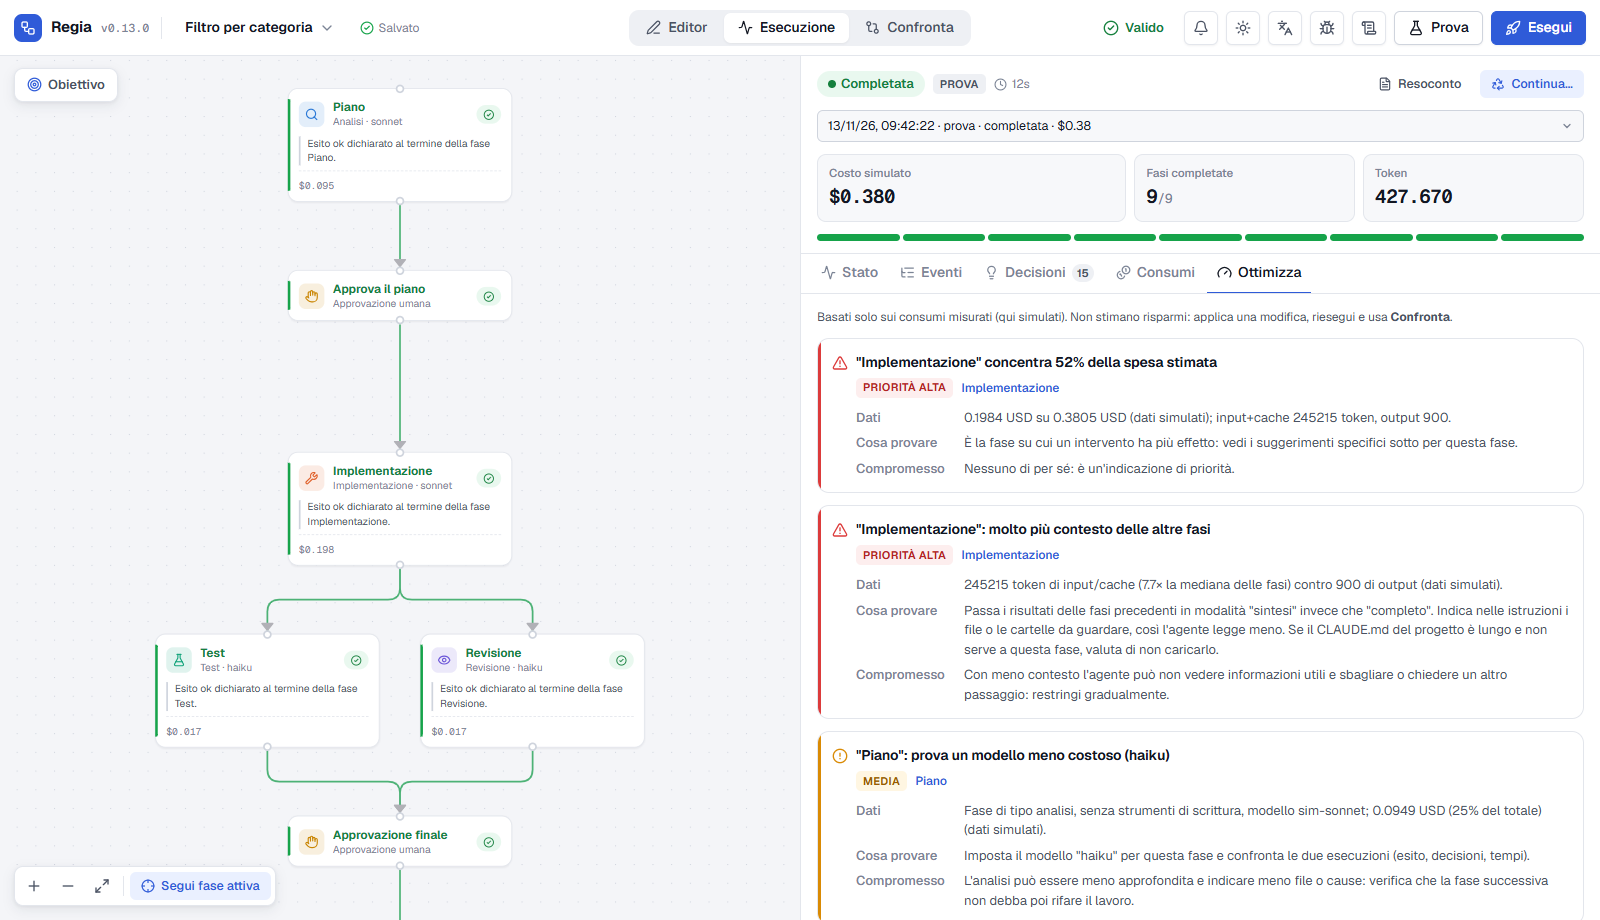 Regia v0.13.0 Filtro per categoria Salvato Editor Esecuzione Confronta Valido Prova Esegui
Obiettivo
Piano
Analisi · sonnet
Esito ok dichiarato al termine della fase
Piano.
$0.095
Approva il piano
Approvazione umana
Implementazione
Implementazione · sonnet
Esito ok dichiarato al termine della fase
Implementazione.
$0.198
Test
Test · haiku
Esito ok dichiarato al termine della fase
Test.
$0.017
Revisione
Revisione · haiku
Esito ok dichiarato al termine della fase
Revisione.
$0.017
Approvazione finale
Approvazione umana
Segui fase attiva
Completata PROVA 12s Resoconto Continua...
13/11/26, 09:42:22 · prova · completata · $0.38
Costo simulato
$0.380
Fasi completate
9/9
Token
427.670
Stato Eventi Decisioni 15 Consumi Ottimizza
Basati solo sui consumi misurati (qui simulati). Non stimano risparmi: applica una modifica, riesegui e usa Confronta.
"Implementazione" concentra 52% della spesa stimata
PRIORITÀ ALTA Implementazione
Dati 0.1984 USD su 0.3805 USD (dati simulati); input+cache 245215 token, output 900.
Cosa provare È la fase su cui un intervento ha più effetto: vedi i suggerimenti specifici sotto per questa fase.
Compromesso Nessuno di per sé: è un'indicazione di priorità.
"Implementazione": molto più contesto delle altre fasi
PRIORITÀ ALTA Implementazione
Dati 245215 token di input/cache (7.7× la mediana delle fasi) contro 900 di output (dati simulati).
Cosa provare Passa i risultati delle fasi precedenti in modalità "sintesi" invece che "completo". Indica nelle istruzioni i
file o le cartelle da guardare, così l'agente legge meno. Se il CLAUDE.md del progetto è lungo e non
serve a questa fase, valuta di non caricarlo.
Compromesso Con meno contesto l'agente può non vedere informazioni utili e sbagliare o chiedere un altro
passaggio: restringi gradualmente.
"Piano": prova un modello meno costoso (haiku)
MEDIA Piano
Dati Fase di tipo analisi, senza strumenti di scrittura, modello sim-sonnet; 0.0949 USD (25% del totale)
(dati simulati).
Cosa provare Imposta il modello "haiku" per questa fase e confronta le due esecuzioni (esito, decisioni, tempi).
Compromesso L'analisi può essere meno approfondita e indicare meno file o cause: verifica che la fase successiva
non debba poi rifare il lavoro.